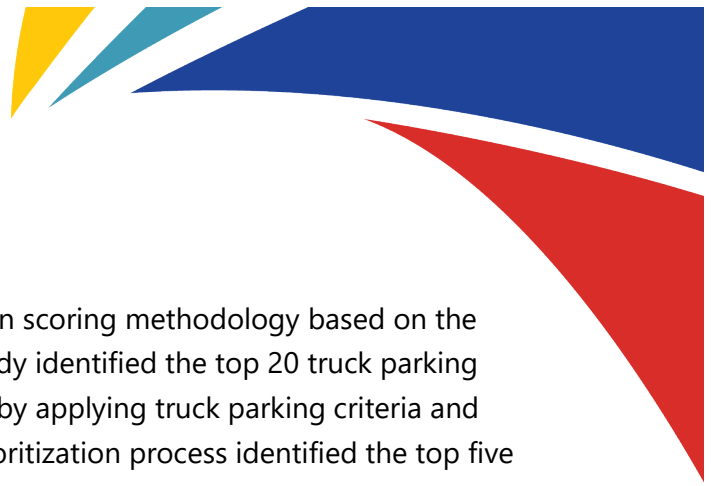 n scoring methodology based on the
dy identified the top 20 truck parking
by applying truck parking criteria and
oritization process identified the top five